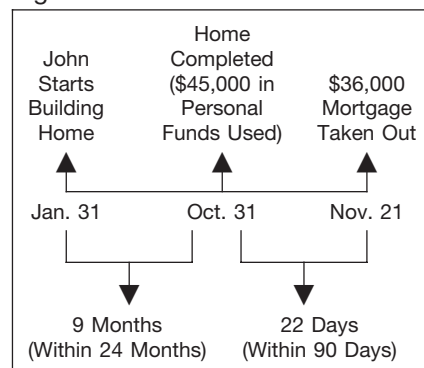 John
Starts
Building
Home
Home
Completed
($45,000 in
Personal
Funds Used)
$36,000
Mortgage
Taken Out
Jan. 31
Oct. 31
Nov. 21
9 Months
(Within 24 Months)
22 Days
(Within 90 Days)